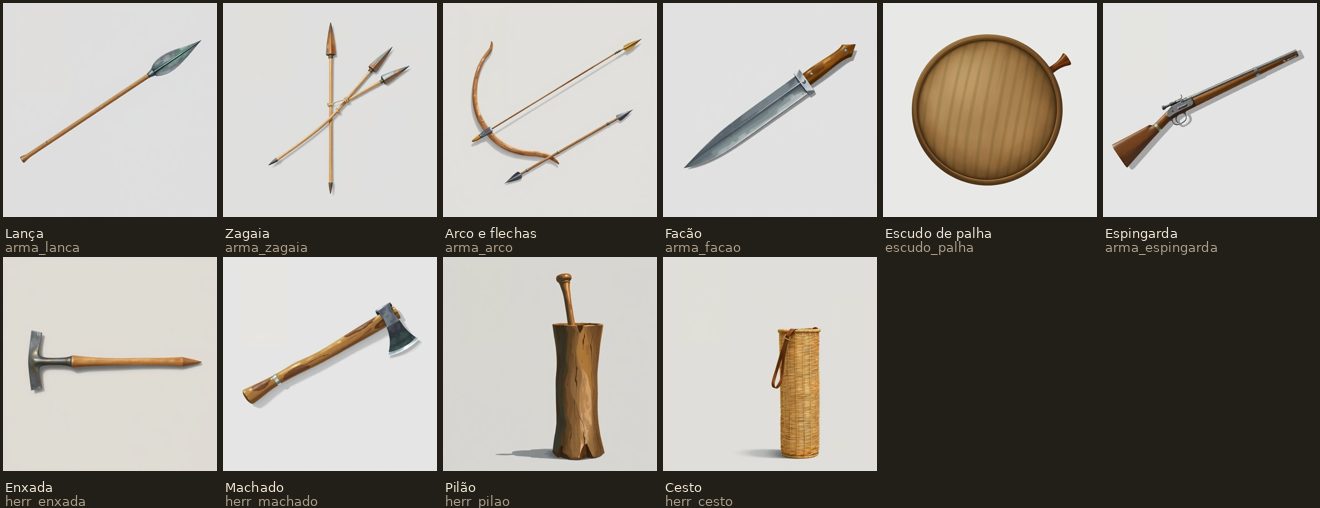 Lança
arma_lanca
Zagaia
arma_zagaia
Arco e flechas
arma_arco
Facão
arma_facao
Escudo de palha
escudo_palha
Espingarda
arma_espingarda
Enxada
herr_enxada
Machado
herr_machado
Pilão
herr_pilao
Cesto
herr_cesto